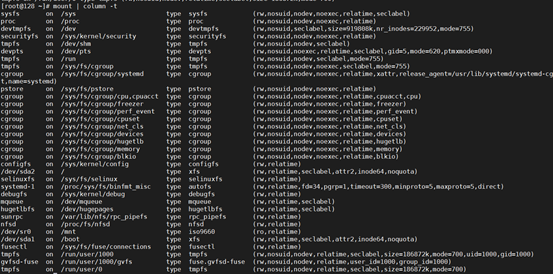 [root@128 ~]# mount | column -t
sysfs on /sys type sysfs (rw,nosuid,nodev,noexec,relatime,seclabel)
proc on /proc type proc (rw,nosuid,nodev,noexec,relatime)
devtmpfs on /dev type devtmpfs (rw,nosuid,seclabel,size=919808k,nr_inodes=229952,mode=755)
securityfs on /sys/kernel/security type securityfs (rw,nosuid,nodev,noexec,relatime)
tmpfs on /dev/shm type tmpfs (rw,nosuid,nodev,seclabel)
devpts on /dev/pts type devpts (rw,nosuid,noexec,relatime,seclabel,gid=5,mode=620,ptmxmode=000)
tmpfs on /run type tmpfs (rw,nosuid,nodev,seclabel,mode=755)
tmpfs on /sys/fs/cgroup type tmpfs (ro,nosuid,nodev,noexec,seclabel,mode=755)
cgroup on /sys/fs/cgroup/systemd type cgroup (rw,nosuid,nodev,noexec,relatime,xattr,release_agent=/usr/lib/systemd/systemd-cg
t,name=systemd)
pstore on /sys/fs/pstore type pstore (rw,nosuid,nodev,noexec,relatime)
cgroup on /sys/fs/cgroup/cpu,cpuacct type cgroup (rw,nosuid,nodev,noexec,relatime,cpuacct,cpu)
cgroup on /sys/fs/cgroup/freezer type cgroup (rw,nosuid,nodev,noexec,relatime,freezer)
cgroup on /sys/fs/cgroup/perf_event type cgroup (rw,nosuid,nodev,noexec,relatime,perf_event)
cgroup on /sys/fs/cgroup/cpuset type cgroup (rw,nosuid,nodev,noexec,relatime,cpuset)
cgroup on /sys/fs/cgroup/net_cls type cgroup (rw,nosuid,nodev,noexec,relatime,net_cls)
cgroup on /sys/fs/cgroup/devices type cgroup (rw,nosuid,nodev,noexec,relatime,devices)
cgroup on /sys/fs/cgroup/hugetlb type cgroup (rw,nosuid,nodev,noexec,relatime,hugetlb)
cgroup on /sys/fs/cgroup/memory type cgroup (rw,nosuid,nodev,noexec,relatime,memory)
cgroup on /sys/fs/cgroup/blkio type cgroup (rw,nosuid,nodev,noexec,relatime,blkio)
configfs on /sys/kernel/config type configfs (rw,relatime)
/dev/sda2 on / type xfs (rw,relatime,seclabel,attr2,inode64,noquota)
selinuxfs on /sys/fs/selinux type selinuxfs (rw,relatime)
systemd-1 on /proc/sys/fs/binfmt_misc type autofs (rw,relatime,fd=34,pgrp=1,timeout=300,minproto=5,maxproto=5,direct)
debugfs on /sys/kernel/debug type debugfs (rw,relatime)
mqueue on /dev/mqueue type mqueue (rw,relatime,seclabel)
hugetlbfs on /dev/hugepages type hugetlbfs (rw,relatime,seclabel)
sunrpc on /var/lib/nfs/rpc_pipefs type rpc_pipefs (rw,relatime)
nfsd on /proc/fs/nfsd type nfsd (rw,relatime)
/dev/sr0 on /mnt type iso9660 (ro,relatime)
/dev/sda1 on /boot type xfs (rw,relatime,seclabel,attr2,inode64,noquota)
fusectl on /sys/fs/fuse/connections type fusectl (rw,relatime)
tmpfs on /run/user/1000 type tmpfs (rw,nosuid,nodev,relatime,seclabel,size=186872k,mode=700,uid=1000,gid=1000)
gvfsd-fuse on /run/user/1000/gvfs type fuse.gvfsd-fuse (rw,nosuid,nodev,relatime,user_id=1000,group_id=1000)
tmpfs on /run/user/0 type tmpfs (rw,nosuid,nodev,relatime,seclabel,size=186872k,mode=700)